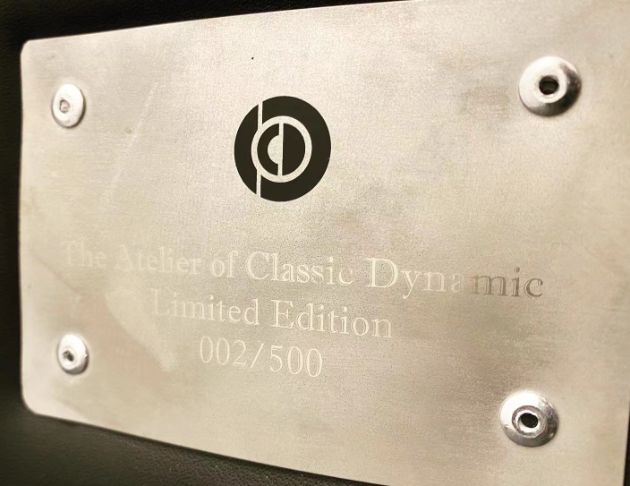 The Atelier of Classic Dynamic
Limited Edition
002/500